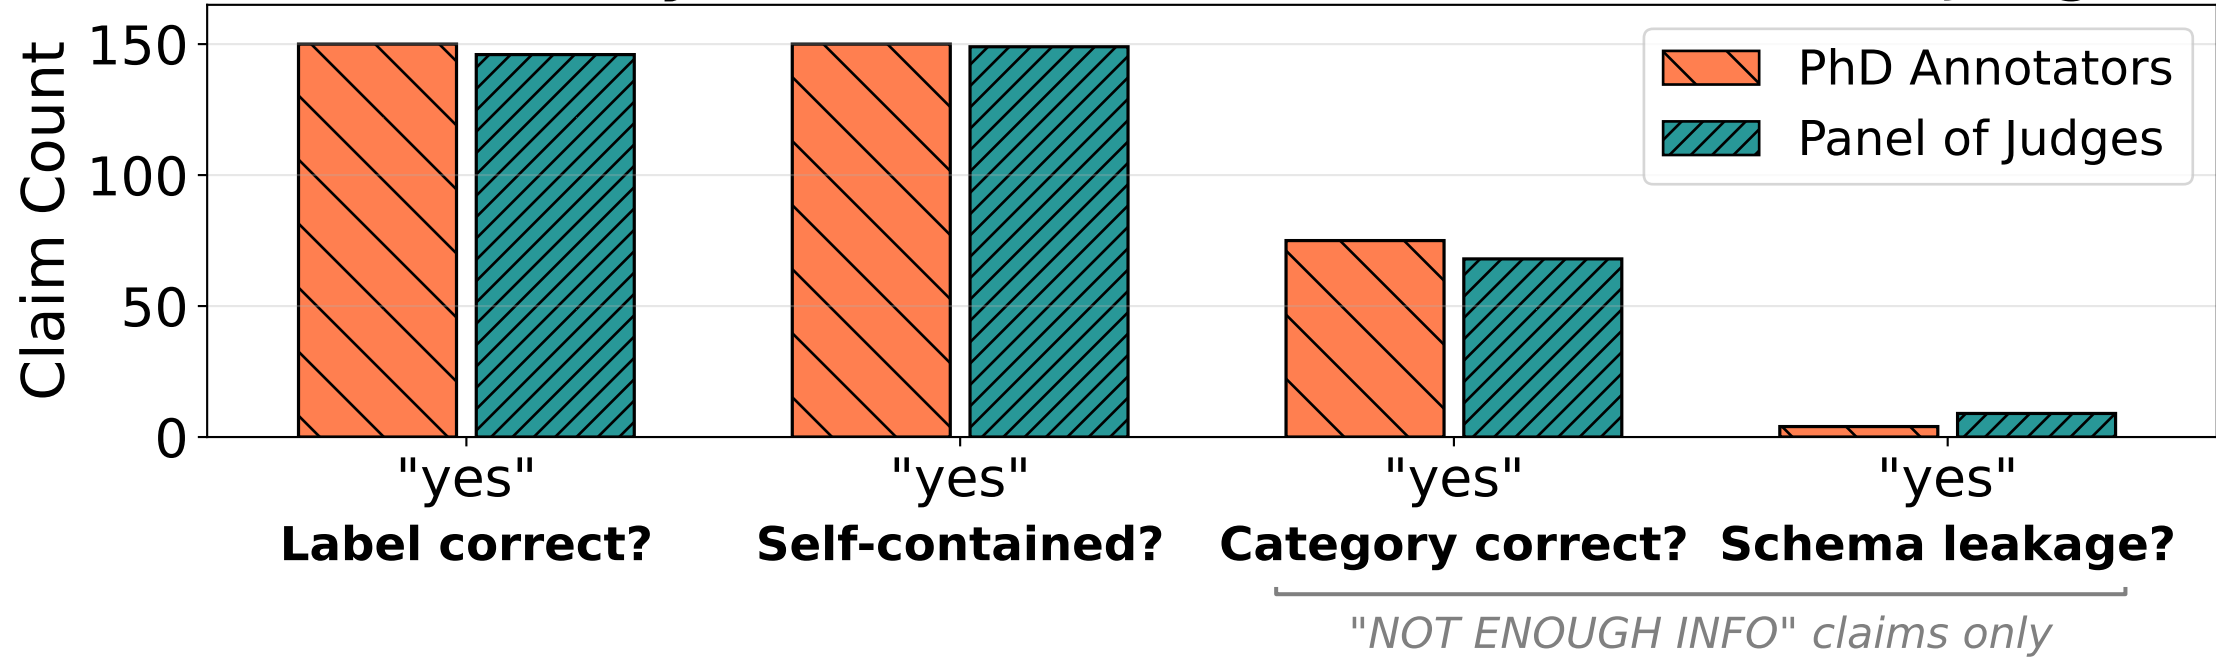 Claim Count
150
100
50
0
PhD Annotators
Panel of Judges
"yes"
"yes"
"yes"
"yes"
Label correct?
Self-contained?
Category correct?
Schema leakage?
"NOT ENOUGH INFO" claims only